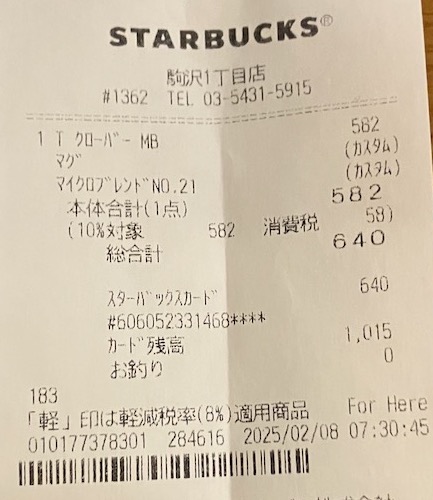 STARBUCKS®
駒沢1丁目店
#1362 TEL 03-5431-5915
1 T クローバー MB 582
マグ (カスタム)
マイクロブレンドNO.21 (カスタム)
本体合計(1点) 582
(10%対象 582 消費税 58)
総合計 640
スターバックスカード 640
#606052331468****
カード残高 1,015
お釣り 0
183
「軽」印は軽減税率(8%)適用商品 For Here
010177378301 284616 2025/02/08 07:30:45